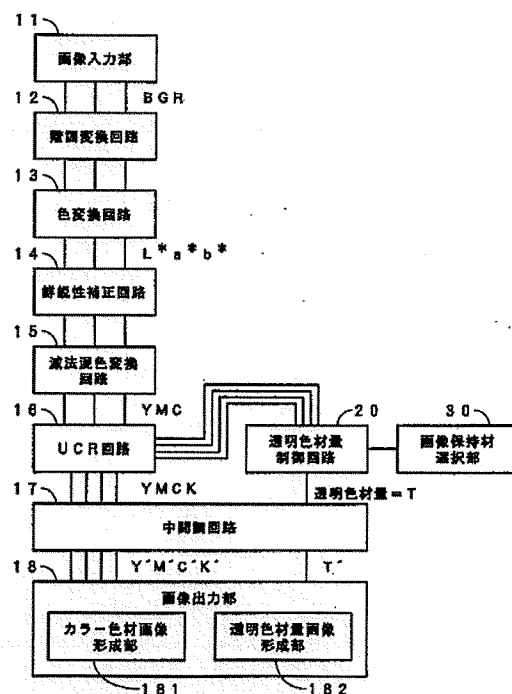 11
画像入力部
BGR
12
階調変換回路
13
色変換回路
L*a*b*
14
鮮鋭性補正回路
15
減法混色変換
回路
YMC
16
UCR回路
20
透明色材量
制御回路
30
画像保持材
選択部
YMCK
透明色材量=T
17
中間調回路
Y'M'C'K'
T'
18
画像出力部
カラー色材画像
形成部
透明色材量画像
形成部
181
182